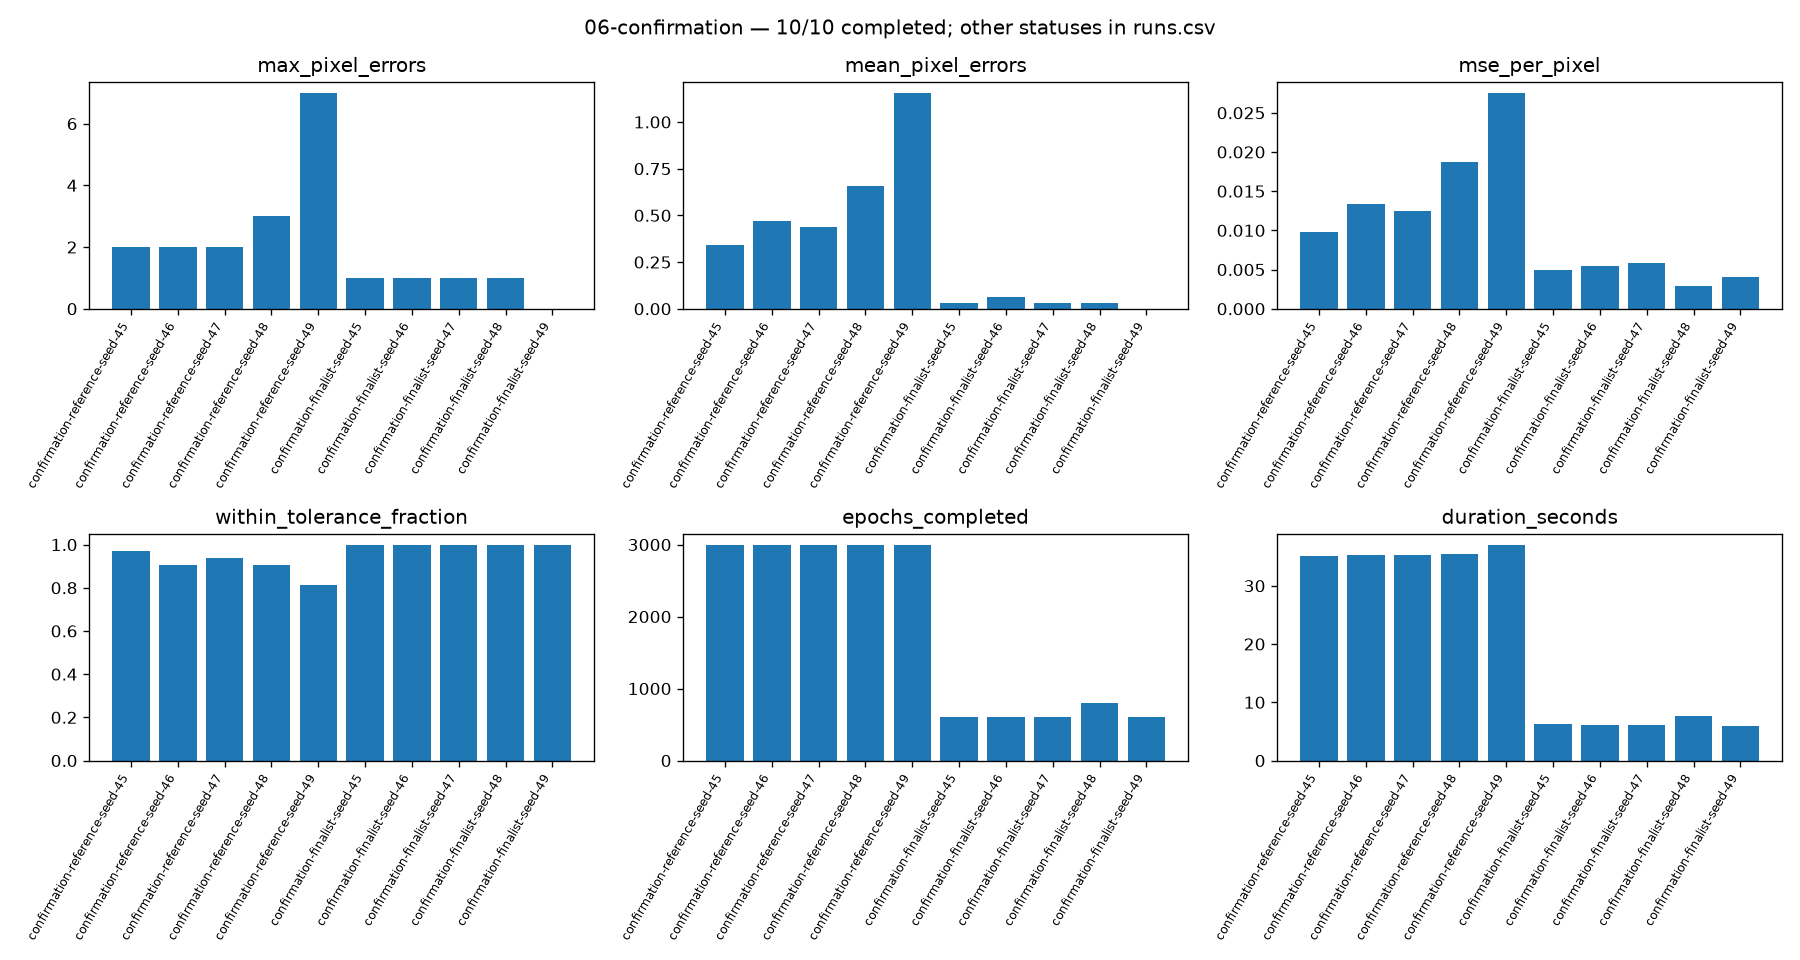 06-confirmation — 10/10 completed; other statuses in runs.csv
max_pixel_errors
6
4
2
0
confirmation-reference-seed-45
confirmation-reference-seed-46
confirmation-reference-seed-47
confirmation-reference-seed-48
confirmation-reference-seed-49
confirmation-finalist-seed-45
confirmation-finalist-seed-46
confirmation-finalist-seed-47
confirmation-finalist-seed-48
confirmation-finalist-seed-49
mean_pixel_errors
1.00
0.75
0.50
0.25
0.00
confirmation-reference-seed-45
confirmation-reference-seed-46
confirmation-reference-seed-47
confirmation-reference-seed-48
confirmation-reference-seed-49
confirmation-finalist-seed-45
confirmation-finalist-seed-46
confirmation-finalist-seed-47
confirmation-finalist-seed-48
confirmation-finalist-seed-49
mse_per_pixel
0.025
0.020
0.015
0.010
0.005
0.000
confirmation-reference-seed-45
confirmation-reference-seed-46
confirmation-reference-seed-47
confirmation-reference-seed-48
confirmation-reference-seed-49
confirmation-finalist-seed-45
confirmation-finalist-seed-46
confirmation-finalist-seed-47
confirmation-finalist-seed-48
confirmation-finalist-seed-49
within_tolerance_fraction
1.0
0.8
0.6
0.4
0.2
0.0
confirmation-reference-seed-45
confirmation-reference-seed-46
confirmation-reference-seed-47
confirmation-reference-seed-48
confirmation-reference-seed-49
confirmation-finalist-seed-45
confirmation-finalist-seed-46
confirmation-finalist-seed-47
confirmation-finalist-seed-48
confirmation-finalist-seed-49
epochs_completed
3000
2000
1000
0
confirmation-reference-seed-45
confirmation-reference-seed-46
confirmation-reference-seed-47
confirmation-reference-seed-48
confirmation-reference-seed-49
confirmation-finalist-seed-45
confirmation-finalist-seed-46
confirmation-finalist-seed-47
confirmation-finalist-seed-48
confirmation-finalist-seed-49
duration_seconds
30
20
10
0
confirmation-reference-seed-45
confirmation-reference-seed-46
confirmation-reference-seed-47
confirmation-reference-seed-48
confirmation-reference-seed-49
confirmation-finalist-seed-45
confirmation-finalist-seed-46
confirmation-finalist-seed-47
confirmation-finalist-seed-48
confirmation-finalist-seed-49